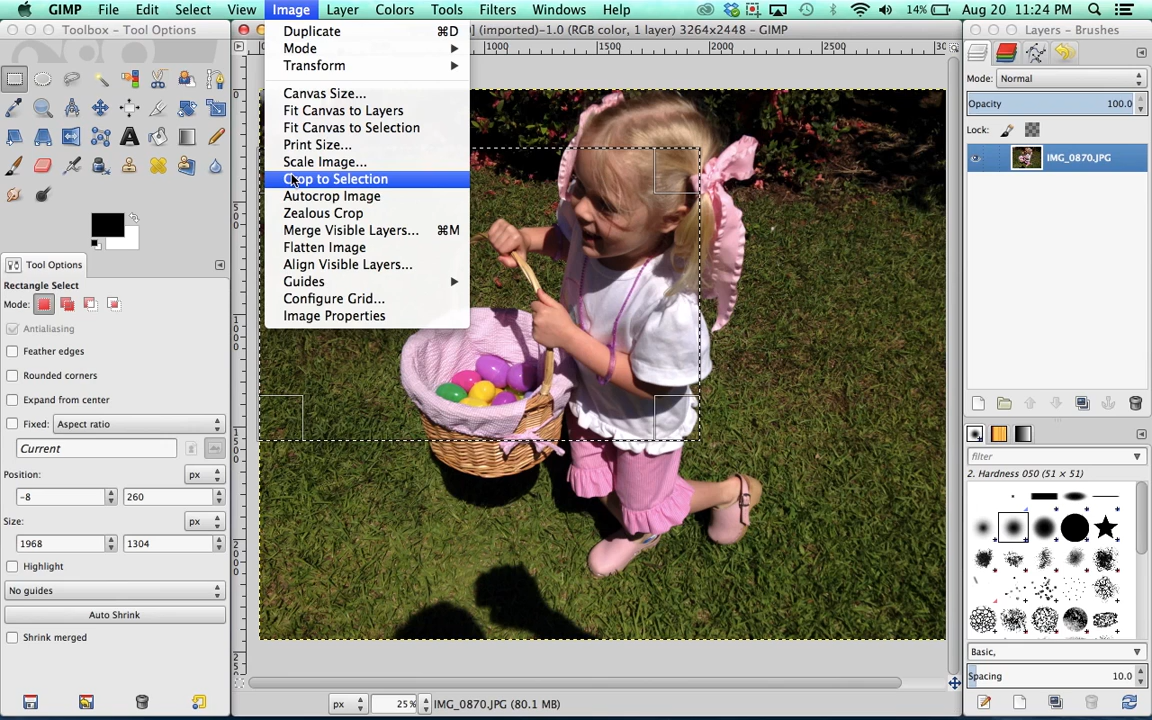 GIMP File Edit Select View Image Layer Colors Tools Filters Windows Help 14% Aug 20 11:24 PM
Toolbox - Tool Options
(imported)-1.0 (RGB color, 1 layer) 3264x2448 – GIMP
Layers - Brushes
Duplicate ⌘D
Mode
Transform
Canvas Size...
Fit Canvas to Layers
Fit Canvas to Selection
Print Size...
Scale Image...
Crop to Selection
Autocrop Image
Zealous Crop
Merge Visible Layers... ⌘M
Flatten Image
Align Visible Layers...
Guides
Configure Grid...
Image Properties
1000 1500 2000 2500
Tool Options
Rectangle Select
Mode:
Antialiasing
Feather edges
Rounded corners
Expand from center
Fixed: Aspect ratio
Current
Position: px
-8 260
Size: px
1968 1304
Highlight
No guides
Auto Shrink
Shrink merged
px 25% IMG_0870.JPG (80.1 MB)
Mode: Normal
Opacity 100.0
Lock:
IMG_0870.JPG
filter
2. Hardness 050 (51 × 51)
Basic,
Spacing 10.0